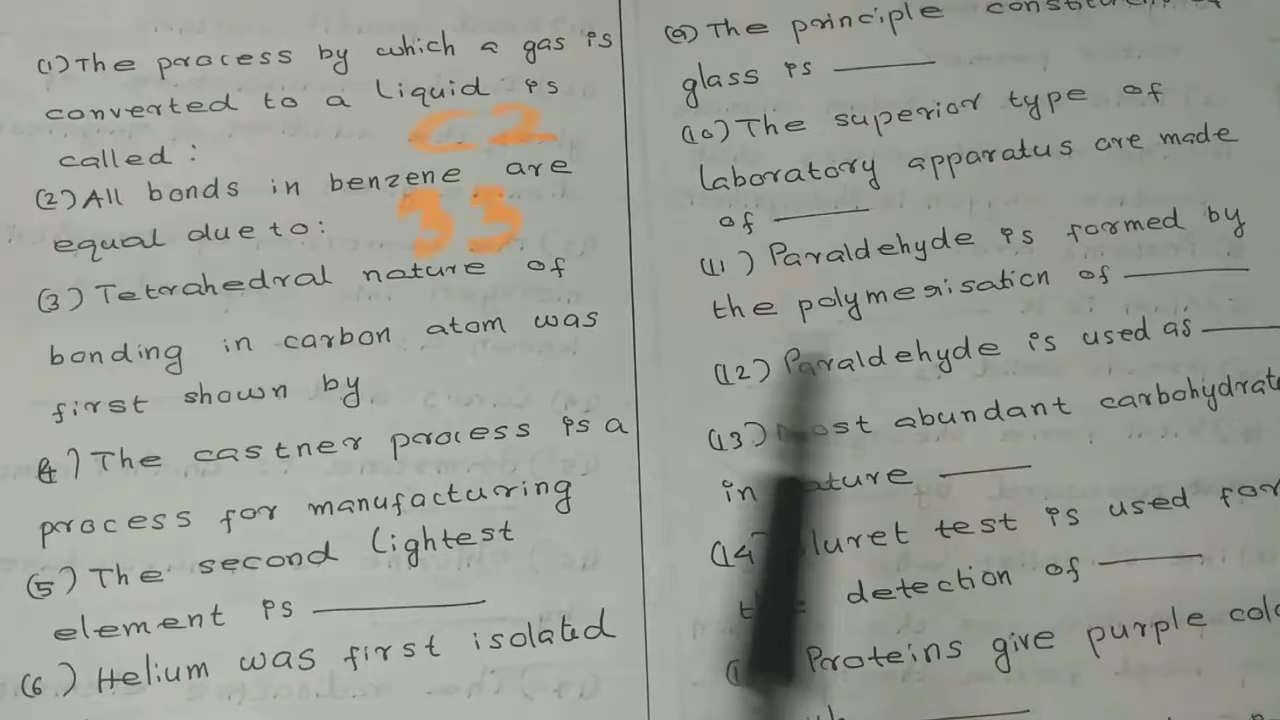 (1) The process by which a gas is
converted to a liquid is
called :
(2) All bonds in benzene are
equal due to:
(3) Tetrahedral nature of
bonding in carbon atom was
first shown by
4) The castner process is a
process for manufacturing
(5) The second lightest
element is
(6) Helium was first isolated
C2
33
(9) The principle
glass is
(10) The superior type of
laboratory apparatus are made
of
(11) Paraldehyde is formed by
the polymerisation of
(12) Paraldehyde is used as
(13) most abundant carbohydrate
in nature
(14) test is used for
detection of
Proteins give purple